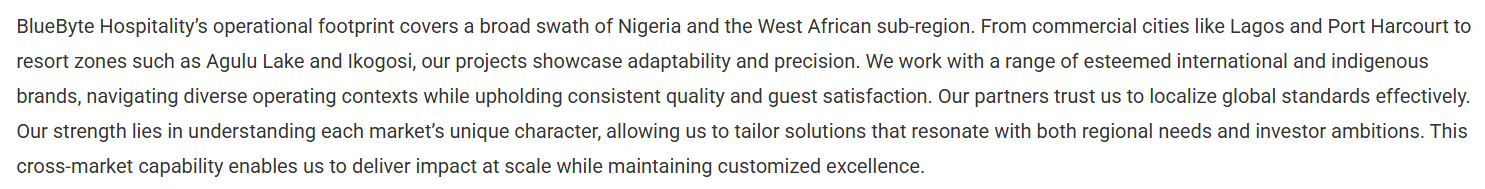 BlueByte Hospitality’s operational footprint covers a broad swath of Nigeria and the West African sub-region. From commercial cities like Lagos and Port Harcourt to
resort zones such as Agulu Lake and Ikogosi, our projects showcase adaptability and precision. We work with a range of esteemed international and indigenous
brands, navigating diverse operating contexts while upholding consistent quality and guest satisfaction. Our partners trust us to localize global standards effectively.
Our strength lies in understanding each market’s unique character, allowing us to tailor solutions that resonate with both regional needs and investor ambitions. This
cross-market capability enables us to deliver impact at scale while maintaining customized excellence.